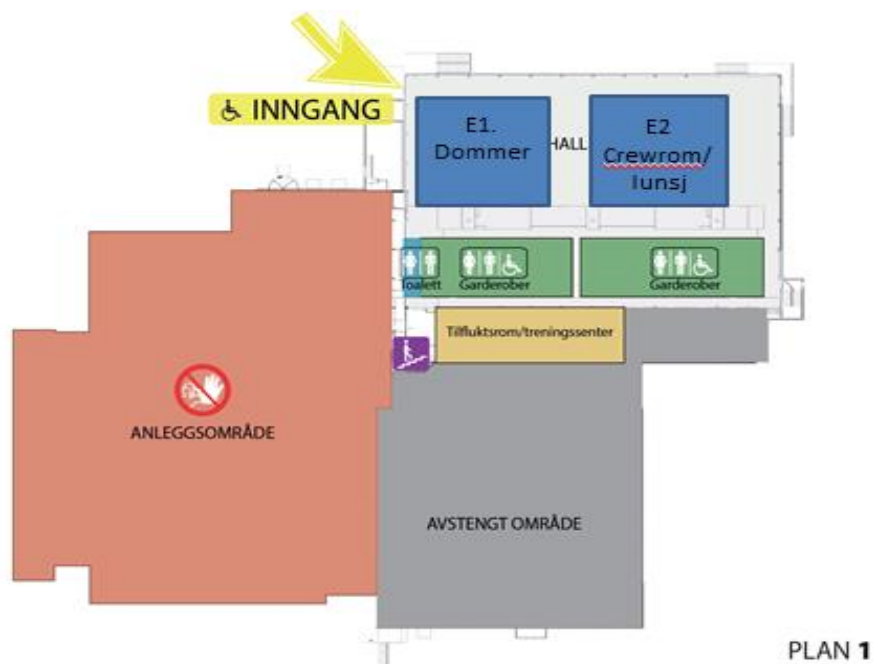 INNGANG
E1.
Dommer
HALL
E2
Crewrom/
lunsj
Toalett
Garderober
Garderober
Tilfluktsrom/treningssenter
ANLEGGSOMRÅDE
AVSTENGT OMRÅDE
PLAN 1